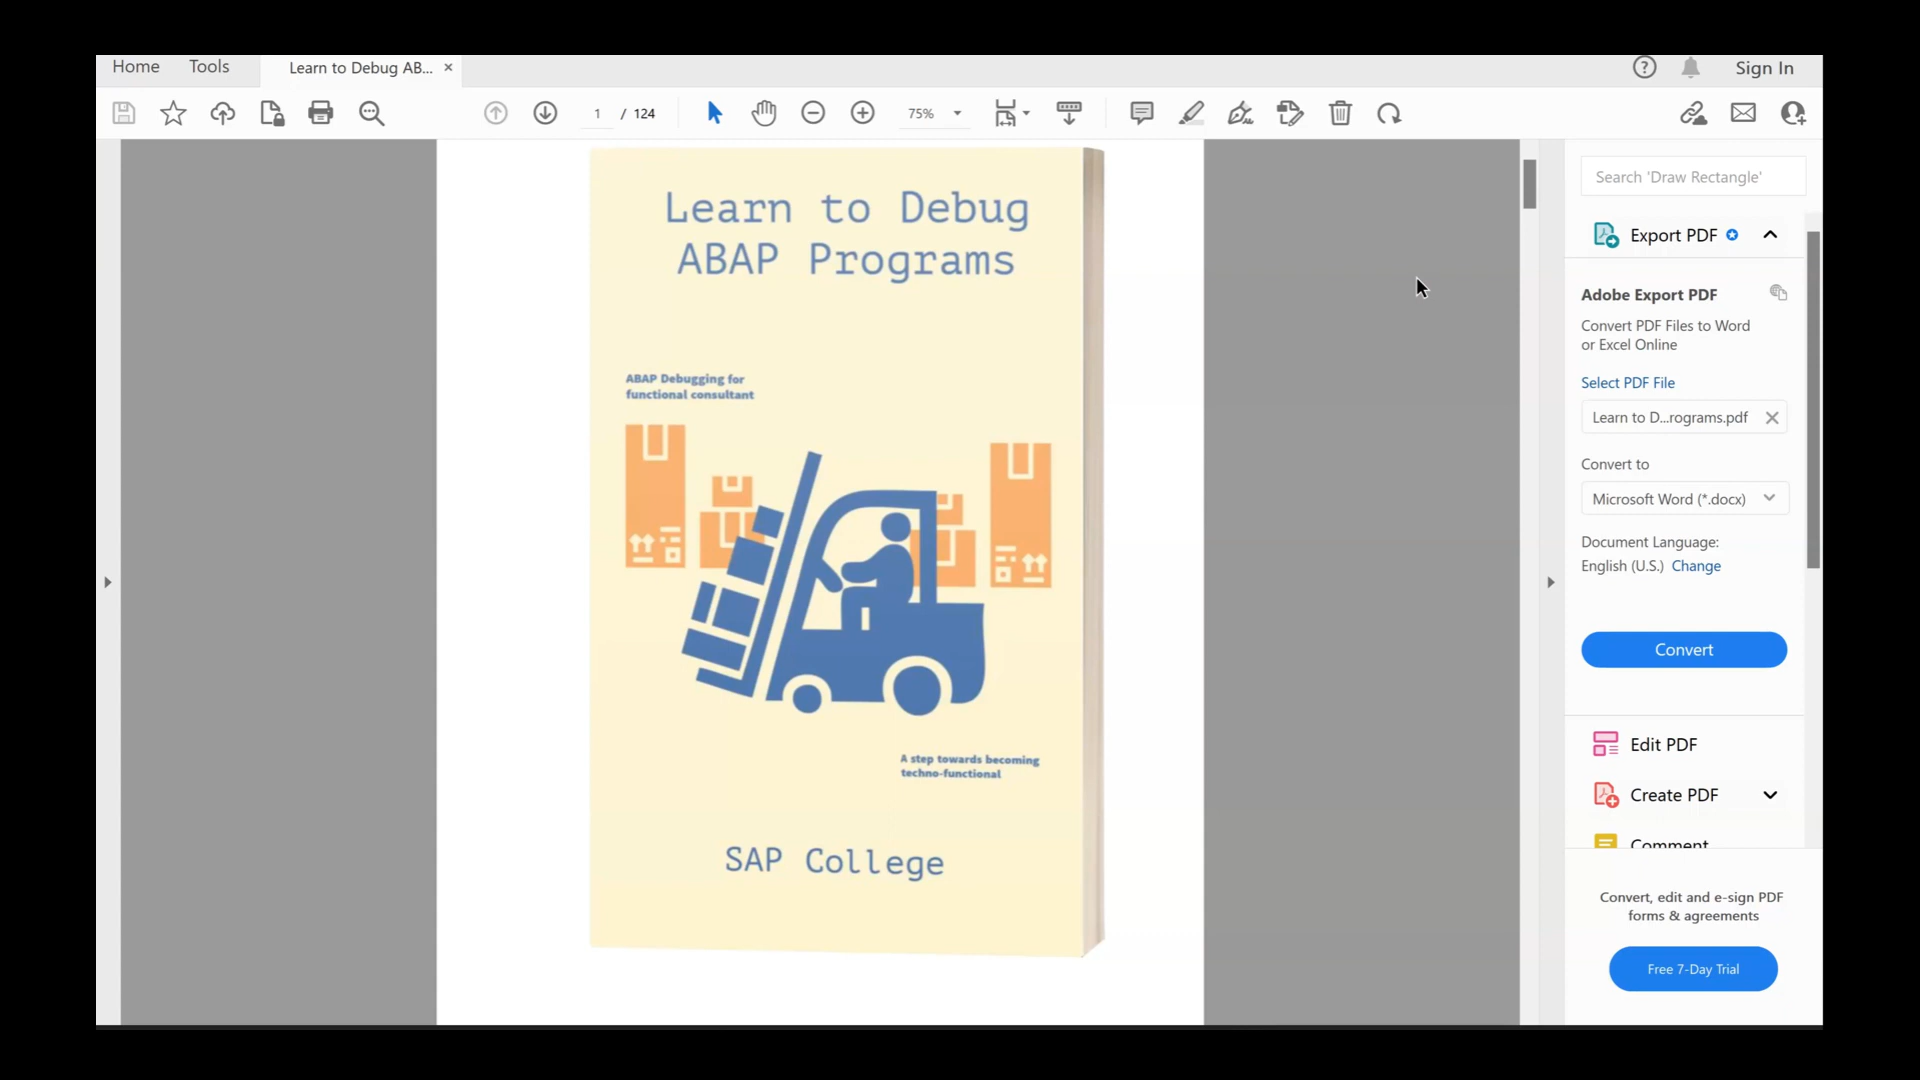 Home Tools Learn to Debug AB... × Sign In
1 / 124 75%
Learn to Debug
ABAP Programs
ABAP Debugging for
functional consultant
A step towards becoming
techno-functional
SAP College
Search 'Draw Rectangle'
Export PDF
Adobe Export PDF
Convert PDF Files to Word
or Excel Online
Select PDF File
Learn to D...rograms.pdf
Convert to
Microsoft Word (*.docx)
Document Language:
English (U.S.) Change
Convert
Edit PDF
Create PDF
Comment
Convert, edit and e-sign PDF
forms & agreements
Free 7-Day Trial